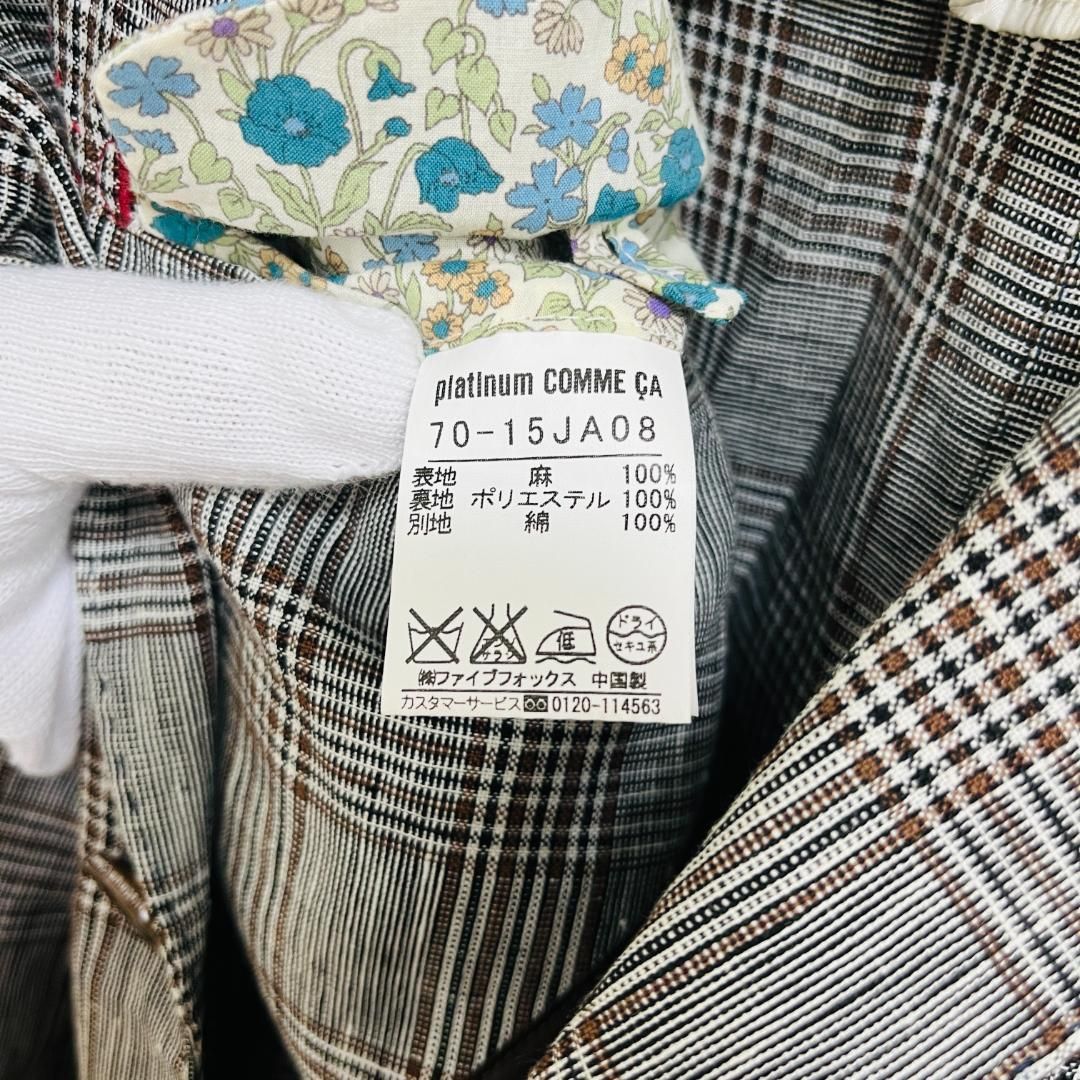 platinum COMME ÇA
70-15JA08
表地 麻 100%
裏地 ポリエステル 100%
別地 綿 100%
低 ドライ
セキユ系
㈱ファイブフォックス 中国製
カスタマーサービス 0120-114563